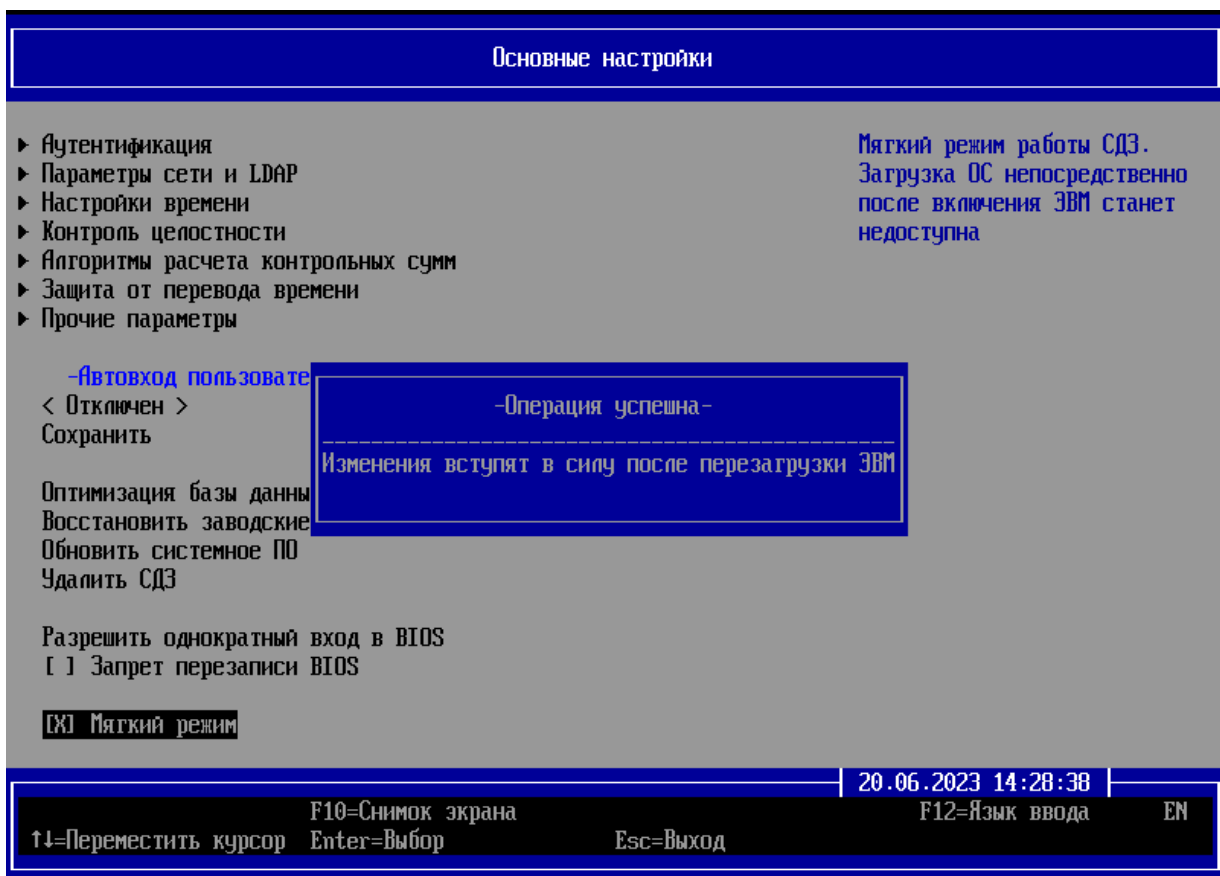 Основные настройки
► Аутентификация
► Параметры сети и LDAP
► Настройки времени
► Контроль целостности
► Алгоритмы расчета контрольных сумм
► Защита от перевода времени
► Прочие параметры
Мягкий режим работы СДЗ.
Загрузка ОС непосредственно
после включения ЭВМ станет
недоступна
-Автовход пользовате
< Отключен >
Сохранить
-Операция успешна-
Изменения вступят в силу после перезагрузки ЭВМ
Оптимизация базы данны
Восстановить заводские
Обновить системное ПО
Удалить СДЗ
Разрешить однократный вход в BIOS
[ ] Запрет перезаписи BIOS
[X] Мягкий режим
20.06.2023 14:28:38
F10=Снимок экрана F12=Язык ввода EN
↑↓=Переместить курсор Enter=Выбор Esc=Выход